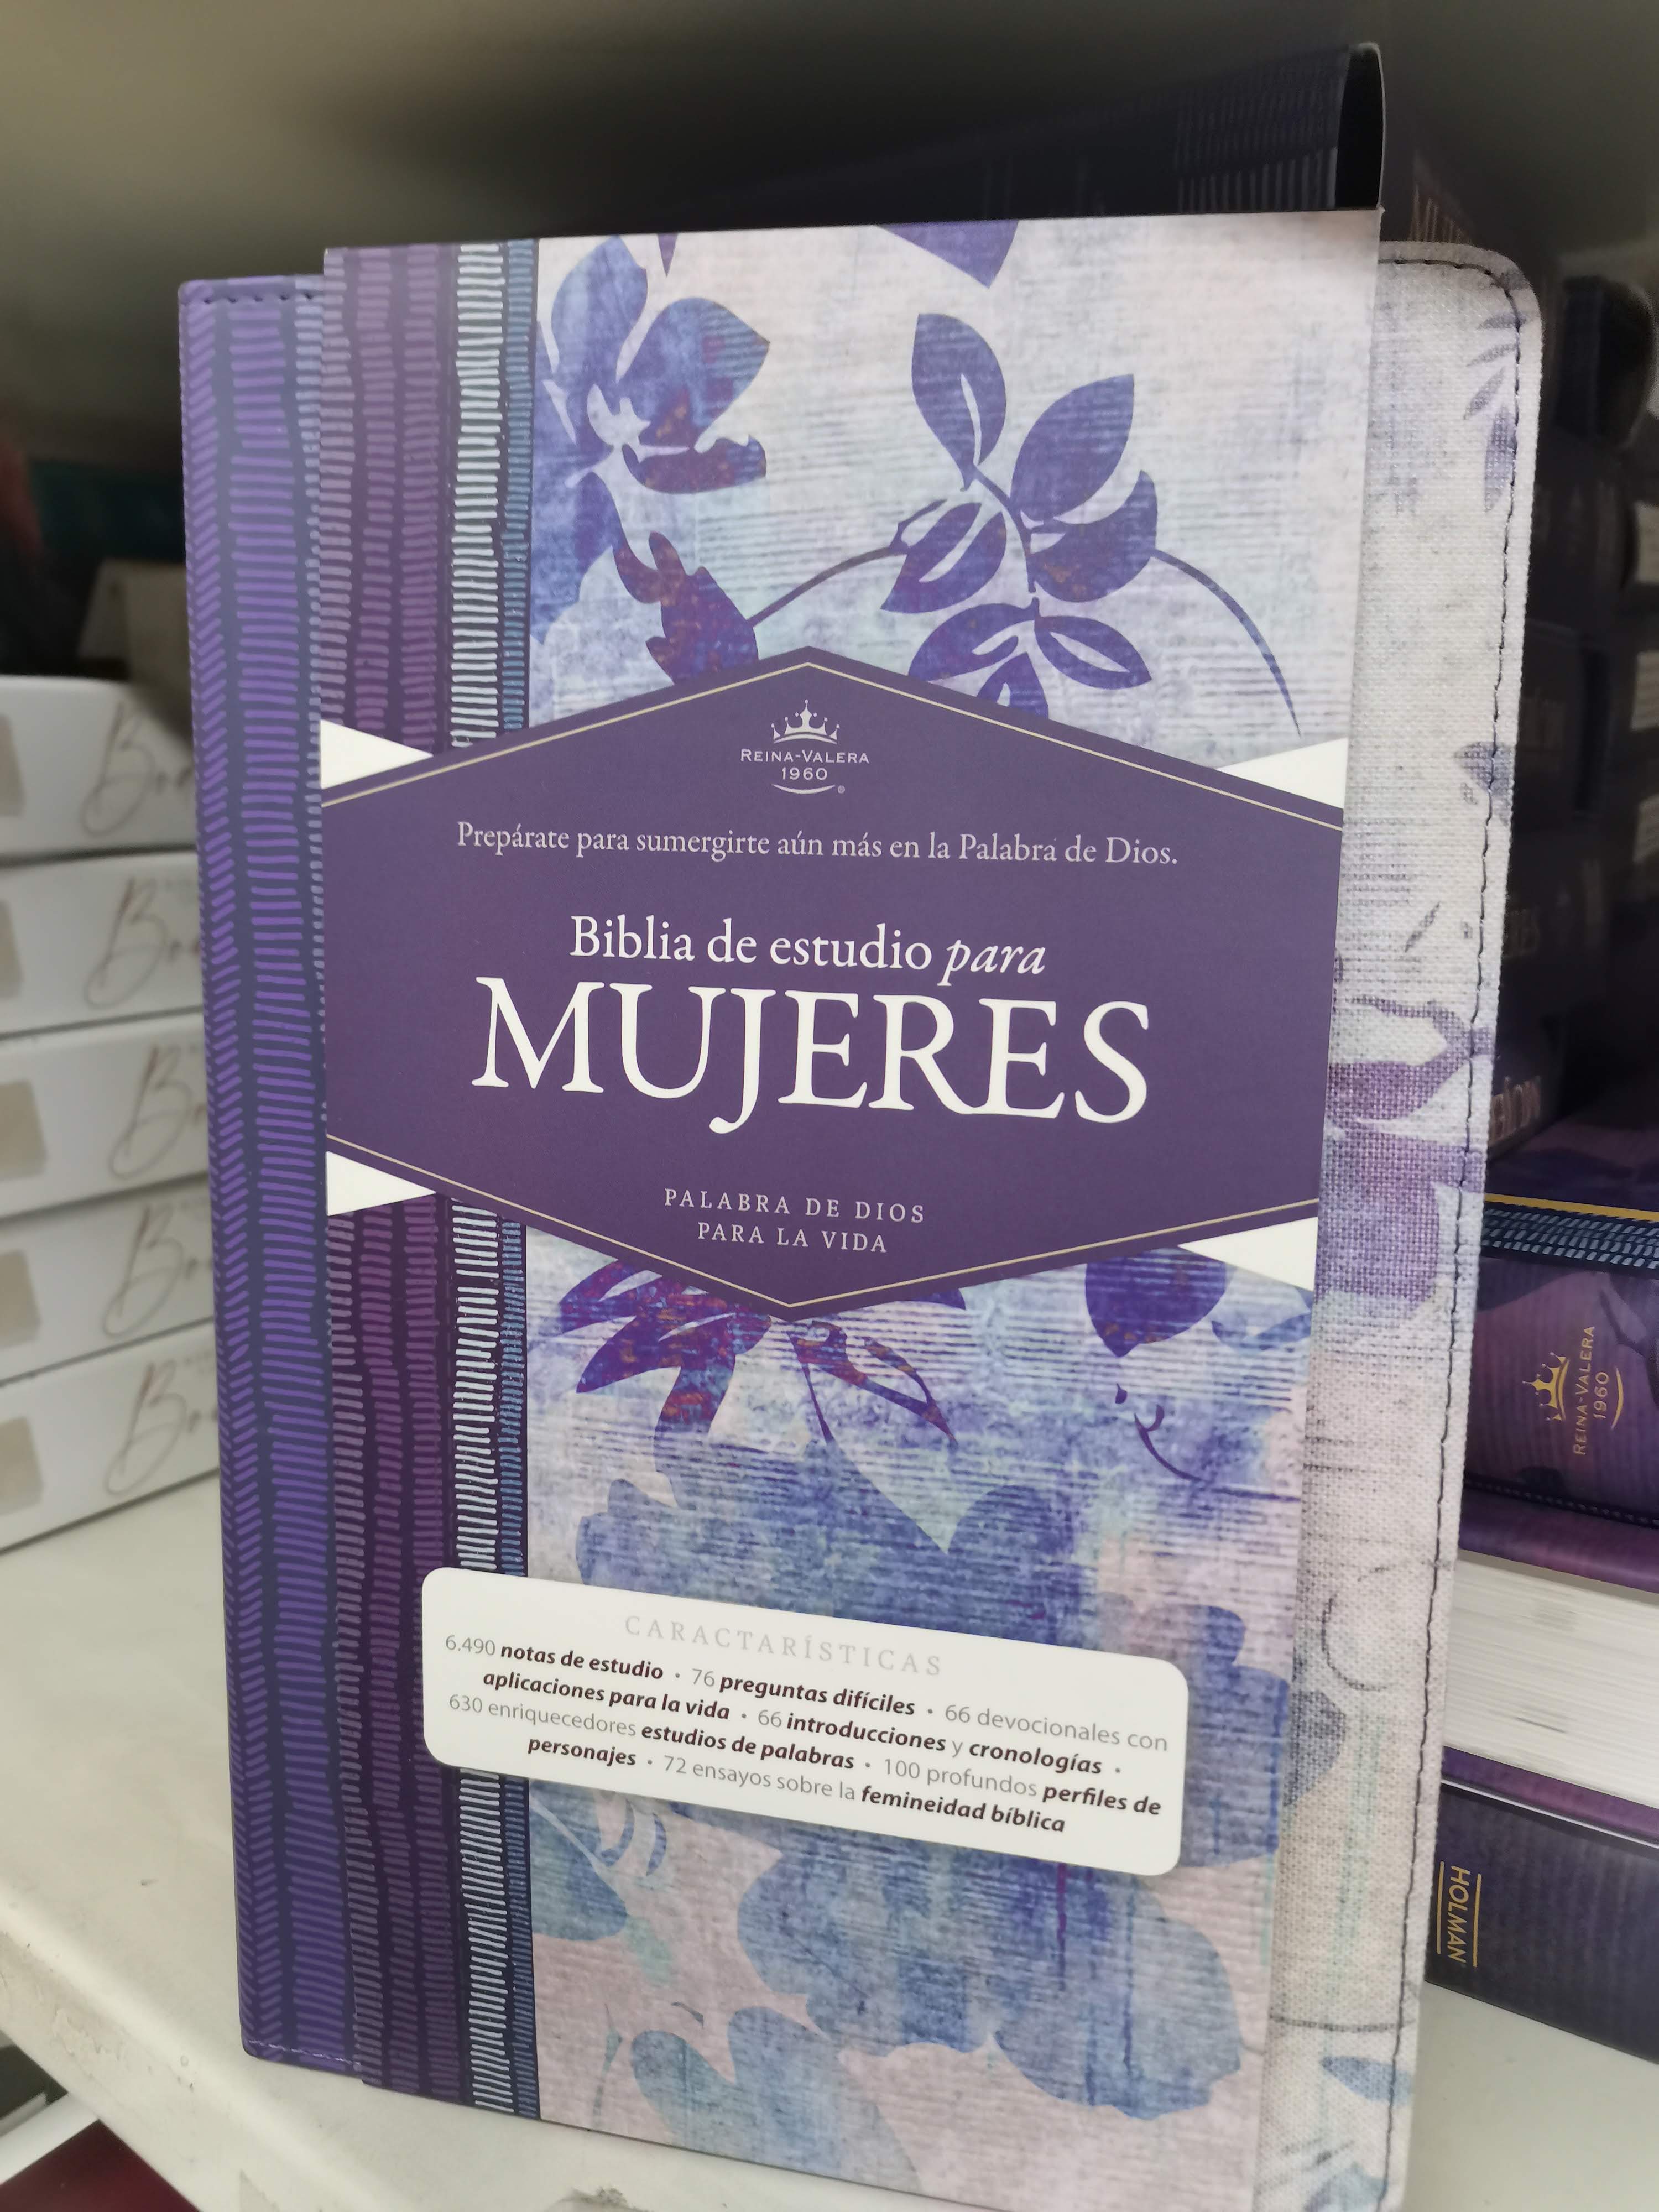 REINA-VALERA
1960
Prepárate para sumergirte aún más en la Palabra de Dios.
Biblia de estudio para
MUJERES
PALABRA DE DIOS
PARA LA VIDA
CARACTARÍSTICAS
6.490 notas de estudio • 76 preguntas difíciles • 66 devocionales con
aplicaciones para la vida • 66 introducciones y cronologías •
630 enriquecedores estudios de palabras • 100 profundos perfiles de
personajes • 72 ensayos sobre la femineidad bíblica
REINA-VALERA
1960
HOLMAN